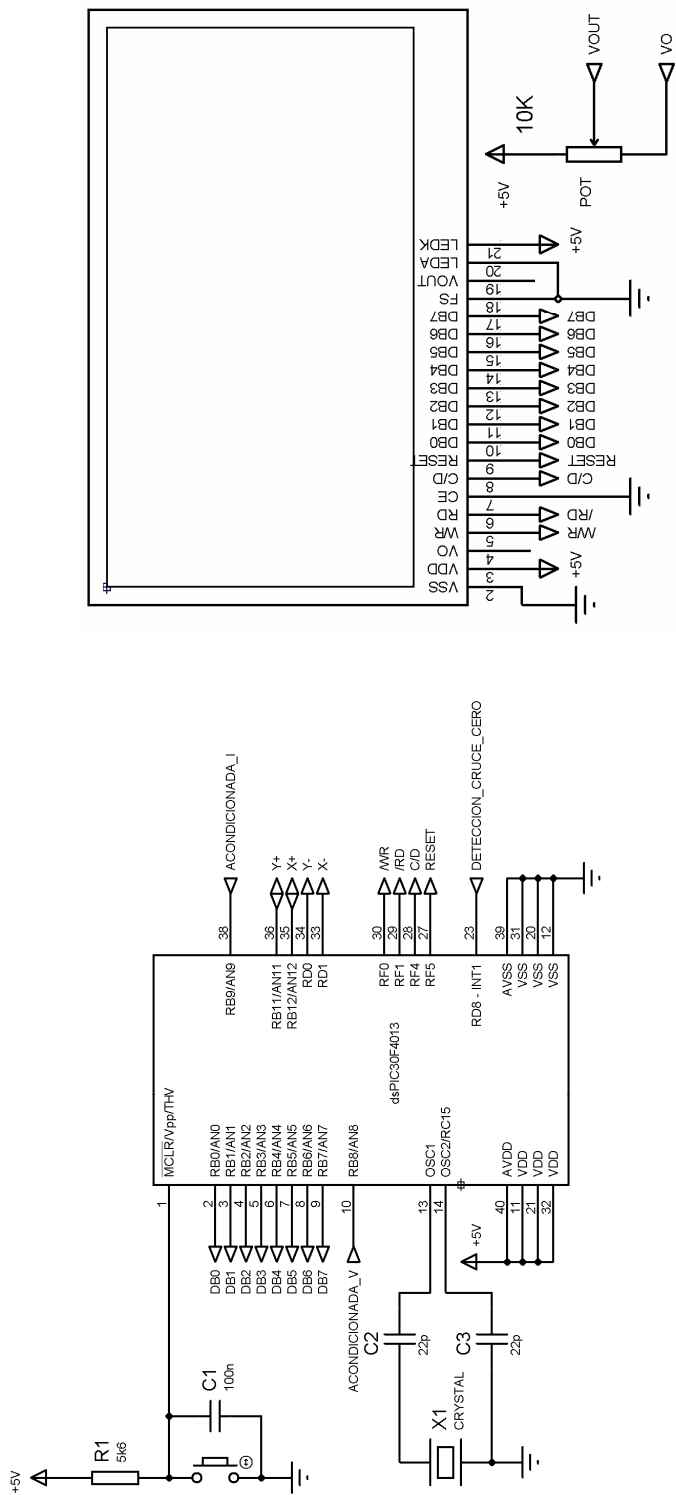 VOUT
VO
10K
+5V
POT
LEDK
21
+5V
LEDA
20
VOUT
19
FS
18
DB7
17
DB7
DB6
16
DB6
DB5
15
DB5
DB4
14
DB4
DB3
13
DB3
DB2
12
DB2
DB1
11
DB1
DB0
10
DB0
RESET
9
RESET
C/D
8
C/D
CE
7
RD
6
/RD
WR
5
/WR
VO
4
VDD
3
+5V
VSS
2
ACONDICIONADA_I
38
RB9/AN9
Y+
36
RB11/AN11
X+
35
RB12/AN12
Y-
34
RD0
X-
33
RD1
/WR
30
RF0
/RD
29
RF1
C/D
28
RF4
RESET
27
RF5
DETECCION_CRUCE_CERO
23
RD8 - INT1
39
AVSS
31
VSS
20
VSS
12
VSS
dsPIC30F4013
MCLR/Vpp/THV
1
RB0/AN0
2
DB0
RB1/AN1
3
DB1
RB2/AN2
4
DB2
RB3/AN3
5
DB3
RB4/AN4
6
DB4
RB5/AN5
7
DB5
RB6/AN6
8
DB6
RB7/AN7
9
DB7
RB8/AN8
10
ACONDICIONADA_V
OSC1
13
OSC2/RC15
14
AVDD
40
VDD
11
VDD
21
VDD
32
+5V
C2
22p
C3
22p
X1
CRYSTAL
C1
100n
R1
5k6
+5V